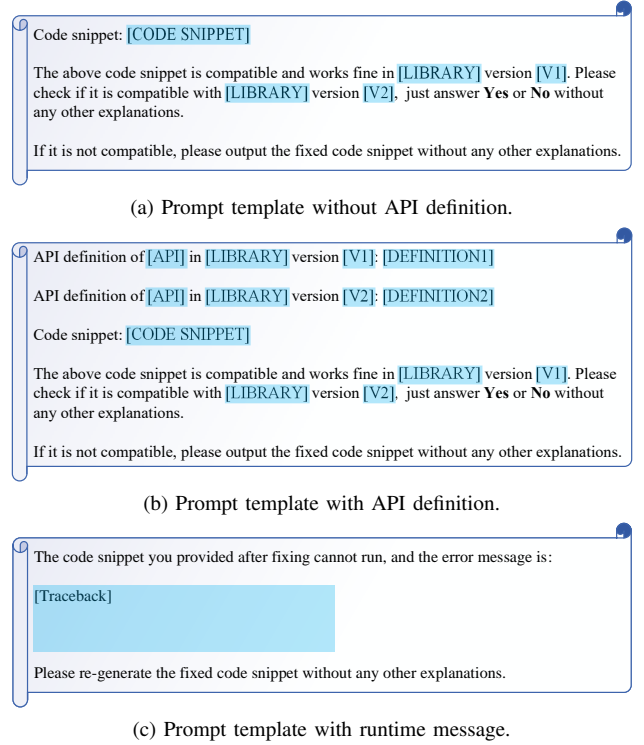 Code snippet: [CODE SNIPPET]
The above code snippet is compatible and works fine in [LIBRARY] version [V1]. Please
check if it is compatible with [LIBRARY] version [V2],  just answer Yes or No without
any other explanations.
If it is not compatible, please output the fixed code snippet without any other explanations.
(a) Prompt template without API definition.
API definition of [API] in [LIBRARY] version [V1]: [DEFINITION1]
API definition of [API] in [LIBRARY] version [V2]: [DEFINITION2]
Code snippet: [CODE SNIPPET]
The above code snippet is compatible and works fine in [LIBRARY] version [V1]. Please
check if it is compatible with [LIBRARY] version [V2],  just answer Yes or No without
any other explanations.
If it is not compatible, please output the fixed code snippet without any other explanations.
(b) Prompt template with API definition.
The code snippet you provided after fixing cannot run, and the error message is:
[Traceback]
Please re-generate the fixed code snippet without any other explanations.
(c) Prompt template with runtime message.